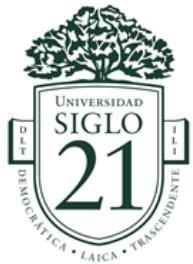 UNIVERSIDAD
SIGLO
21
DLT
ILI
DEMOCRÁTICA • LAICA • TRASCENDENTE